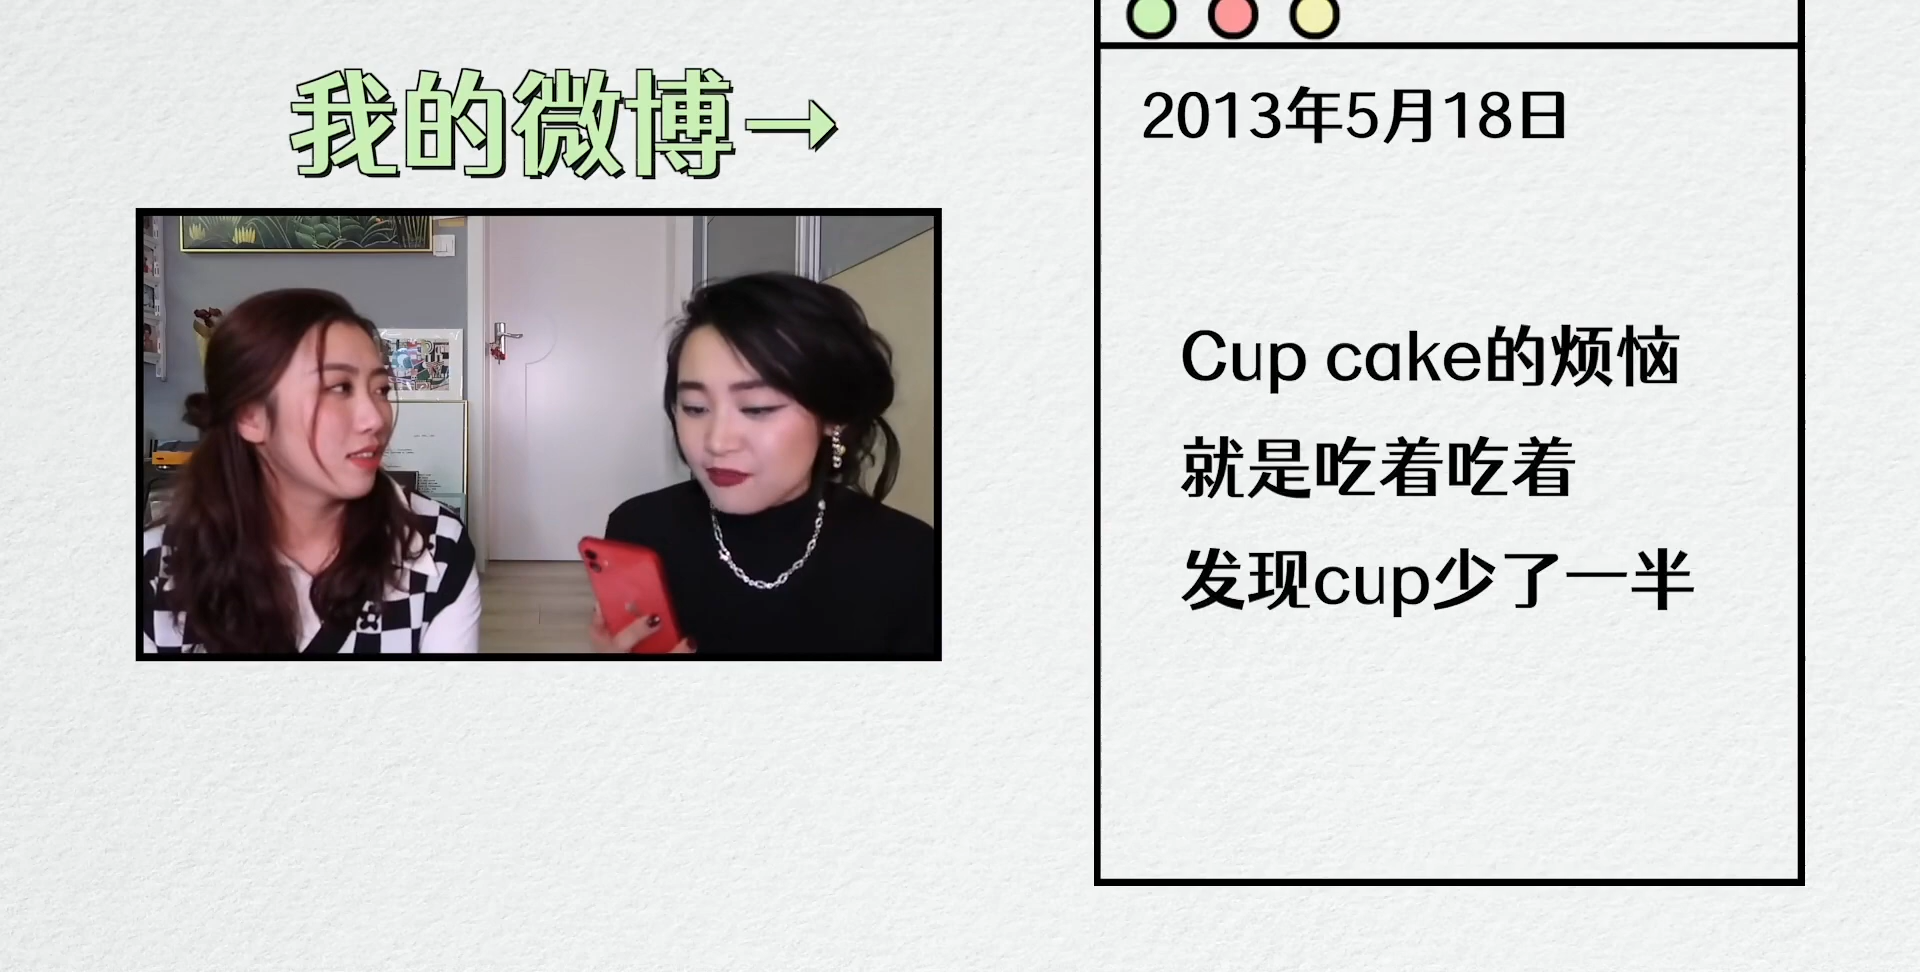 我的微博→
2013年5月18日
Cup cake的烦恼
就是吃着吃着
发现cup少了一半